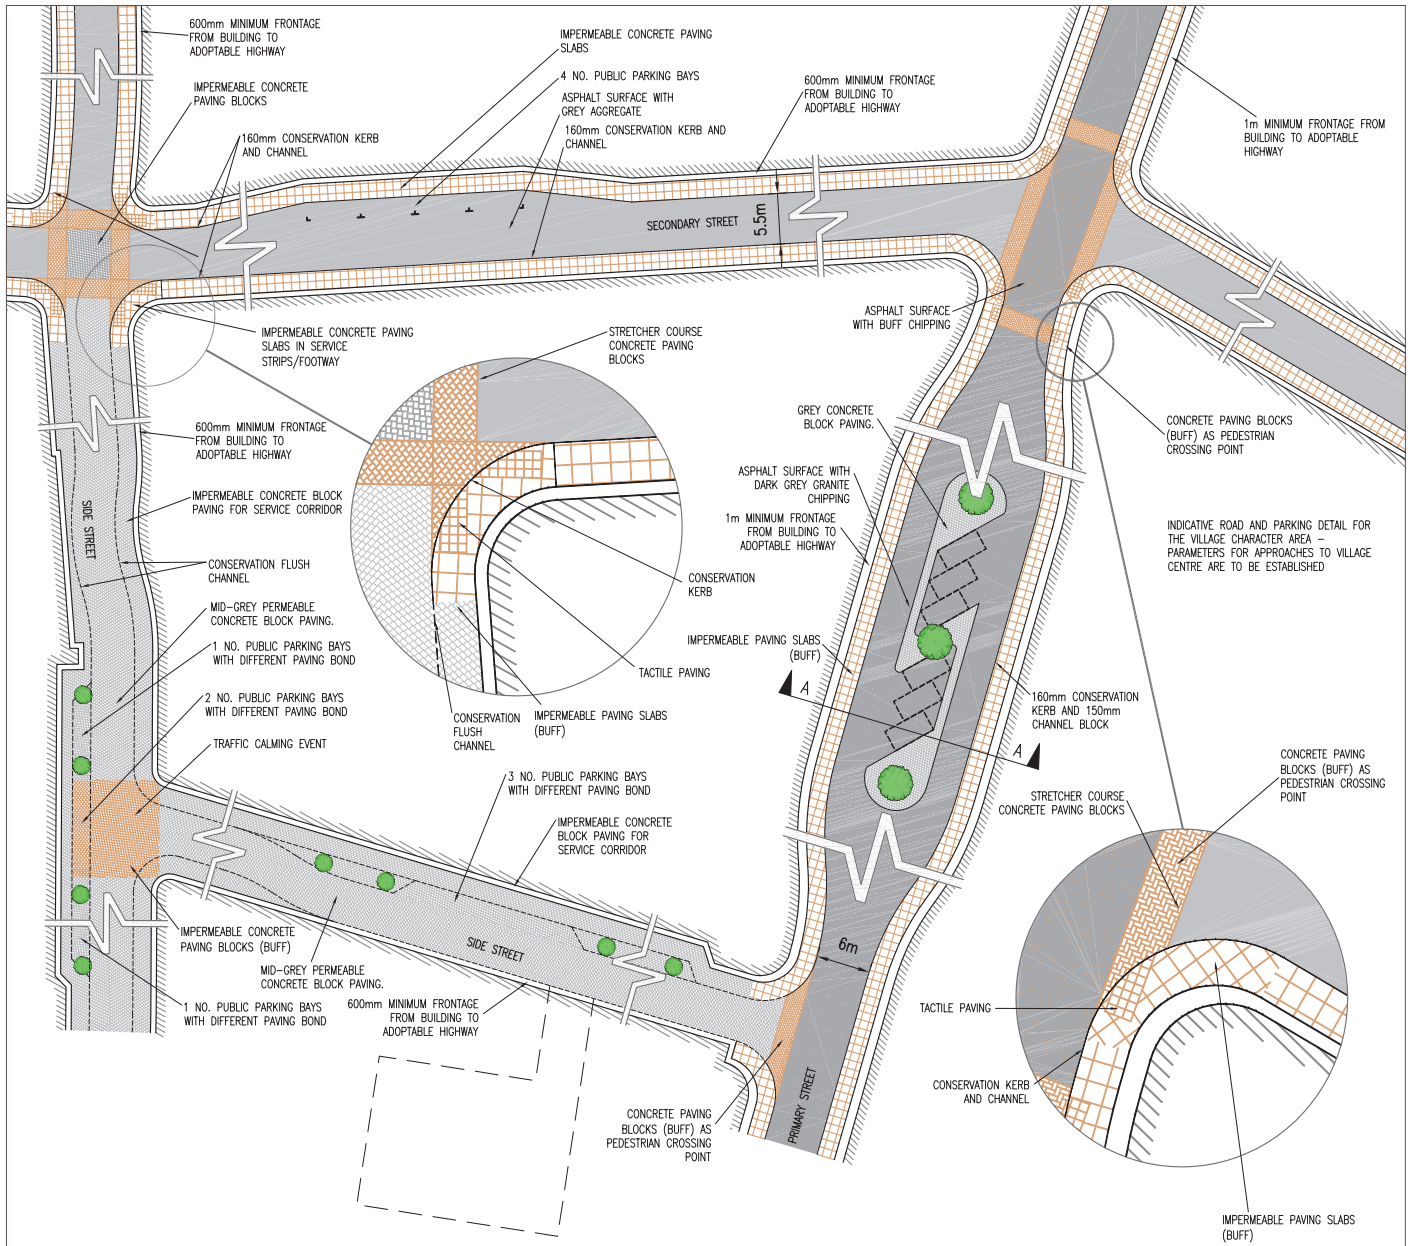 600mm MINIMUM FRONTAGE
FROM BUILDING TO
ADOPTABLE HIGHWAY
IMPERMEABLE CONCRETE
PAVING BLOCKS
160mm CONSERVATION KERB
AND CHANNEL
IMPERMEABLE CONCRETE PAVING
SLABS
4 NO. PUBLIC PARKING BAYS
ASPHALT SURFACE WITH
GREY AGGREGATE
160mm CONSERVATION KERB AND
CHANNEL
600mm MINIMUM FRONTAGE
FROM BUILDING TO
ADOPTABLE HIGHWAY
1m MINIMUM FRONTAGE FROM
BUILDING TO ADOPTABLE
HIGHWAY
SECONDARY STREET
5.5m
ASPHALT SURFACE
WITH BUFF CHIPPING
IMPERMEABLE CONCRETE PAVING
SLABS IN SERVICE
STRIPS/FOOTWAY
STRETCHER COURSE
CONCRETE PAVING
BLOCKS
600mm MINIMUM FRONTAGE
FROM BUILDING TO
ADOPTABLE HIGHWAY
GREY CONCRETE
BLOCK PAVING.
CONCRETE PAVING BLOCKS
(BUFF) AS PEDESTRIAN
CROSSING POINT
ASPHALT SURFACE WITH
DARK GREY GRANITE
CHIPPING
IMPERMEABLE CONCRETE BLOCK
PAVING FOR SERVICE CORRIDOR
SIDE STREET
1m MINIMUM FRONTAGE
FROM BUILDING TO
ADOPTABLE HIGHWAY
INDICATIVE ROAD AND PARKING DETAIL FOR
THE VILLAGE CHARACTER AREA –
PARAMETERS FOR APPROACHES TO VILLAGE
CENTRE ARE TO BE ESTABLISHED
CONSERVATION FLUSH
CHANNEL
CONSERVATION
KERB
MID-GREY PERMEABLE
CONCRETE BLOCK PAVING.
1 NO. PUBLIC PARKING BAYS
WITH DIFFERENT PAVING BOND
IMPERMEABLE PAVING SLABS
(BUFF)
TACTILE PAVING
A
2 NO. PUBLIC PARKING BAYS
WITH DIFFERENT PAVING BOND
160mm CONSERVATION
KERB AND 150mm
CHANNEL BLOCK
CONSERVATION
FLUSH
CHANNEL
IMPERMEABLE PAVING SLABS
(BUFF)
TRAFFIC CALMING EVENT
A
CONCRETE PAVING
BLOCKS (BUFF) AS
PEDESTRIAN CROSSING
POINT
3 NO. PUBLIC PARKING BAYS
WITH DIFFERENT PAVING BOND
STRETCHER COURSE
CONCRETE PAVING BLOCKS
IMPERMEABLE CONCRETE
BLOCK PAVING FOR
SERVICE CORRIDOR
IMPERMEABLE CONCRETE
PAVING BLOCKS (BUFF)
SIDE STREET
6m
MID-GREY PERMEABLE
CONCRETE BLOCK PAVING.
1 NO. PUBLIC PARKING BAYS
WITH DIFFERENT PAVING BOND
600mm MINIMUM FRONTAGE
FROM BUILDING TO
ADOPTABLE HIGHWAY
TACTILE PAVING
CONSERVATION KERB
AND CHANNEL
PRIMARY STREET
CONCRETE PAVING
BLOCKS (BUFF) AS
PEDESTRIAN CROSSING
POINT
IMPERMEABLE PAVING SLABS
(BUFF)